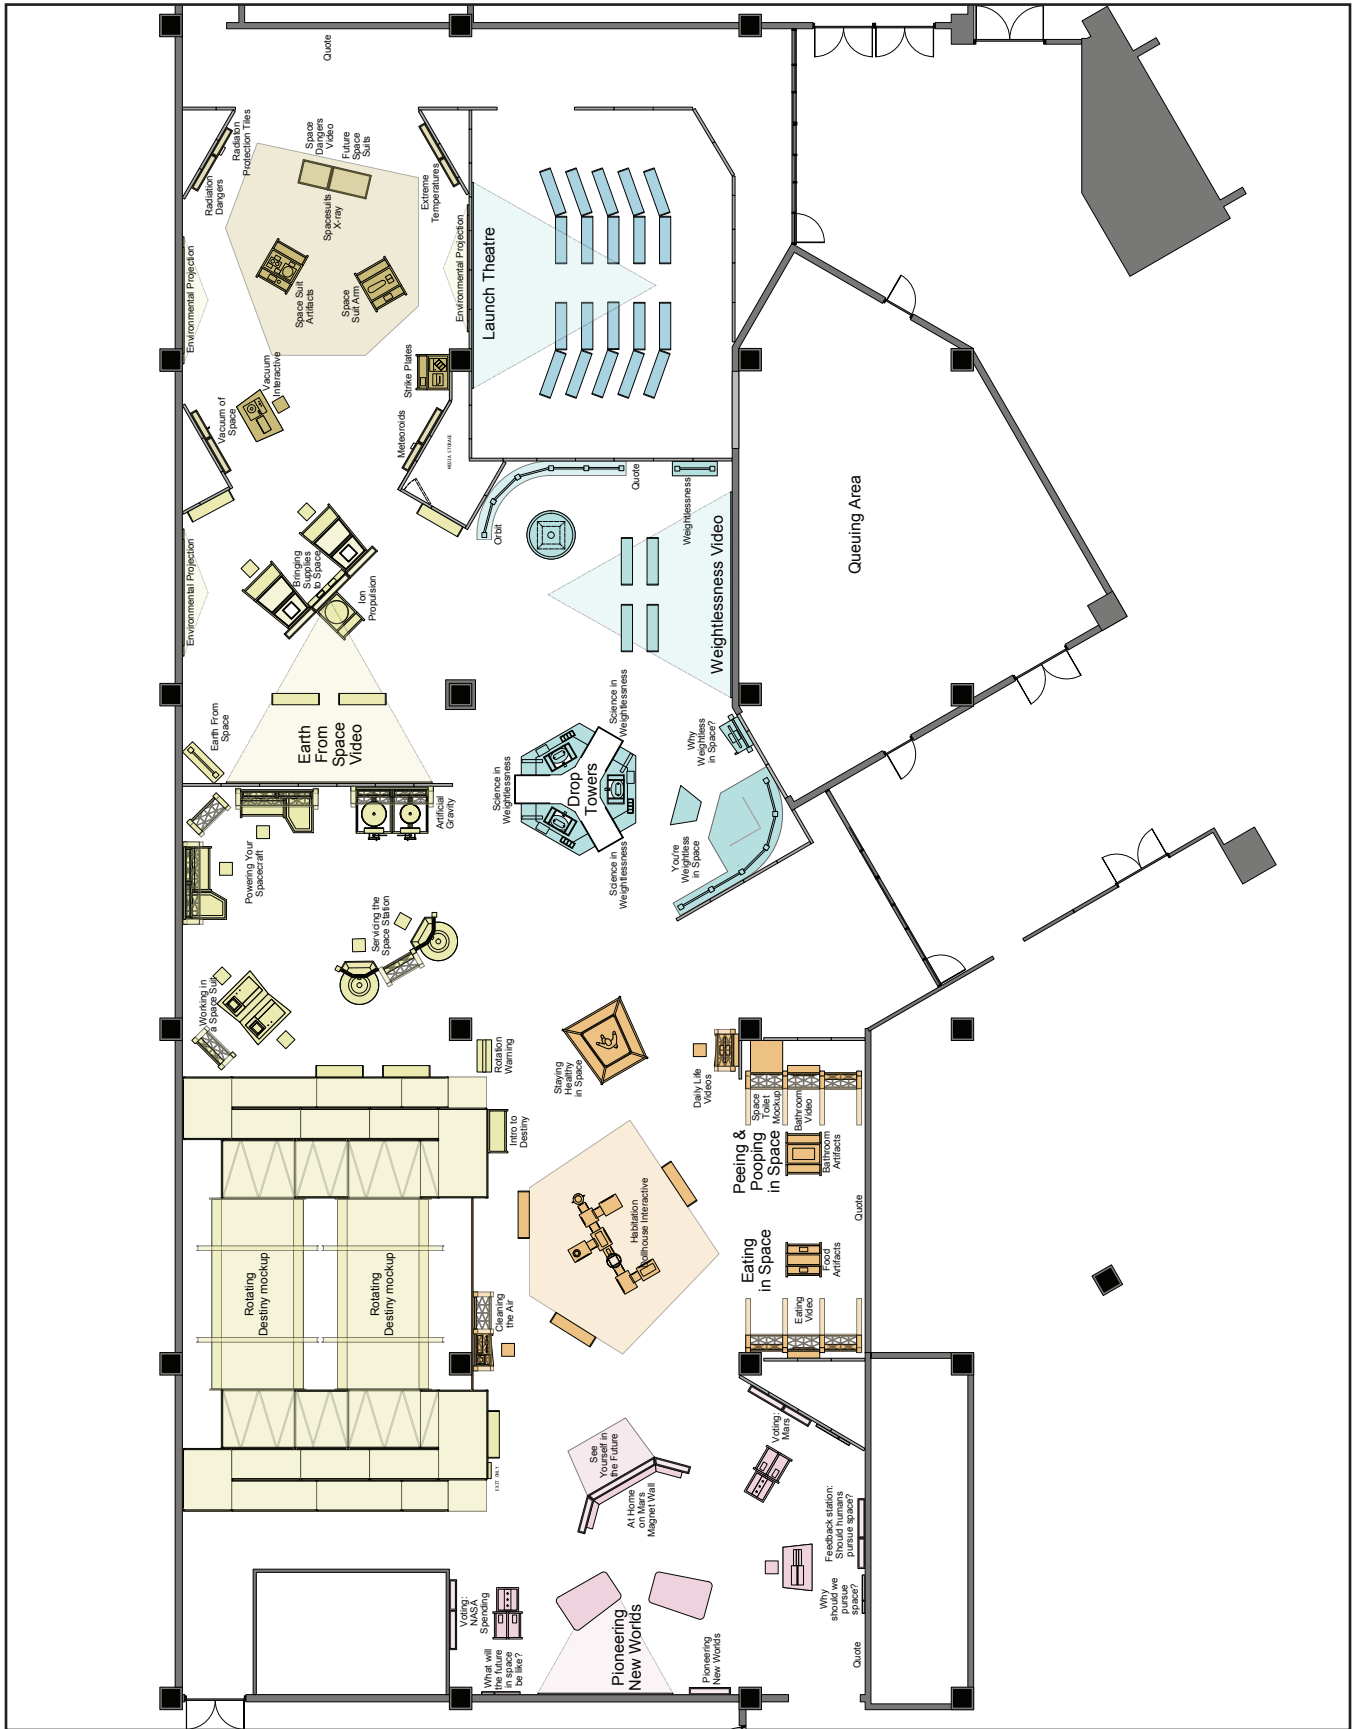 Quote
Radiation
Protection Tiles
Radiation
Dangers
Space
Dangers
Video
Future
Space
Suits
Spacesuits
X-ray
Extreme
Temperatures
Environmental Projection
Environmental Projection
Space Suit
Artifacts
Space
Suit Arm
Launch Theatre
Strike Plates
Vacuum
Interactive
Vacuum of
Space
Meteoroids
MEDIA STORAGE
Quote
Weightlessness
Orbit
Environmental Projection
Bringing
Supplies
to Space
Ion
Propulsion
Weightlessness Video
Queuing Area
Earth From
Space
Earth
From
Space
Video
Science in
Weightlessness
Why
Weightless
in Space?
Science in
Weightlessness
Drop
Towers
Artificial
Gravity
Powering Your
Spacecraft
You're
Weightless
in Space
Science in
Weightlessness
Servicing the
Space Station
Working in
a Space Suit
Rotation
Warning
Staying
Healthy
in Space
Daily Life
Videos
Space
Toilet
Mockup
Bathroom
Video
Intro to
Destiny
Peeing &
Pooping
in Space
Bathroom
Artifacts
Quote
Habitation
Dollhouse Interactive
Eating
in Space
Food
Artifacts
Rotating
Destiny mockup
Rotating
Destiny mockup
Cleaning
the Air
Eating
Video
Voting:
Mars
See
Yourself in
the Future
At Home
on Mars
Magnet Wall
EXIT ONLY
Feedback station:
Should humans
pursue space?
Why
should we
pursue
space?
Voting:
NASA
Spending
What will
the future
in space
be like?
Pioneering
New Worlds
Pioneering
New Worlds
Quote